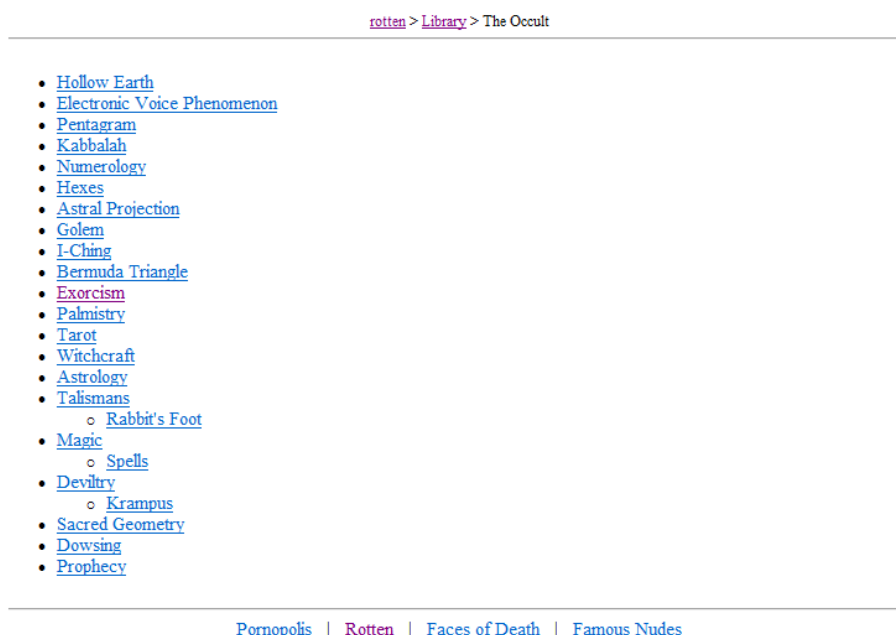 rotten > Library > The Occult
• Hollow Earth
• Electronic Voice Phenomenon
• Pentagram
• Kabbalah
• Numerology
• Hexes
• Astral Projection
• Golem
• I-Ching
• Bermuda Triangle
• Exorcism
• Palmistry
• Tarot
• Witchcraft
• Astrology
• Talismans
○ Rabbit's Foot
• Magic
○ Spells
• Deviltry
○ Krampus
• Sacred Geometry
• Dowsing
• Prophecy
Pornopolis | Rotten | Faces of Death | Famous Nudes